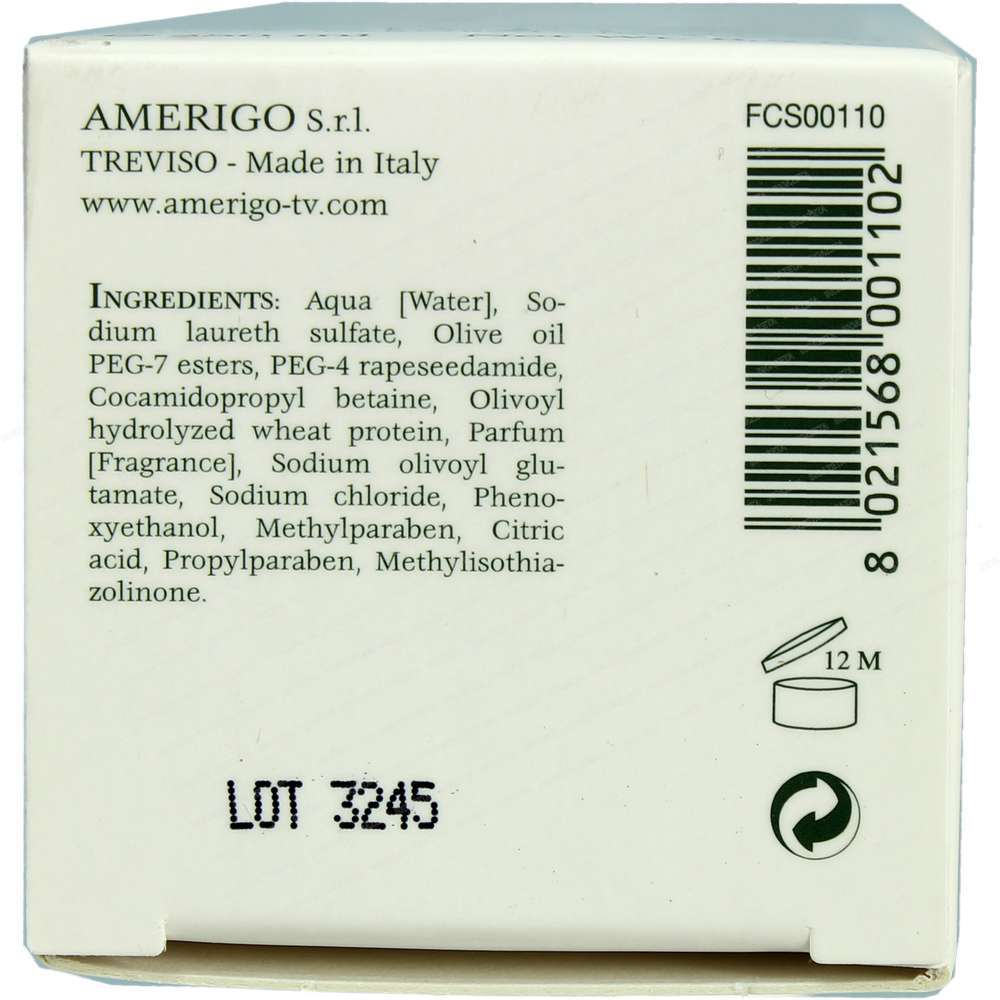 AMERIGO S.r.l.
TREVISO - Made in Italy
www.amerigo-tv.com
INGREDIENTS: Aqua [Water], So-
dium laureth sulfate, Olive oil
PEG-7 esters, PEG-4 rapeseedamide,
Cocamidopropyl betaine, Olivoyl
hydrolyzed wheat protein, Parfum
[Fragrance], Sodium olivoyl glu-
tamate, Sodium chloride, Pheno-
xyethanol, Methylparaben, Citric
acid, Propylparaben, Methylisothia-
zolinone.
LOT 3245
FCS00110
8 021568 001102
12 M